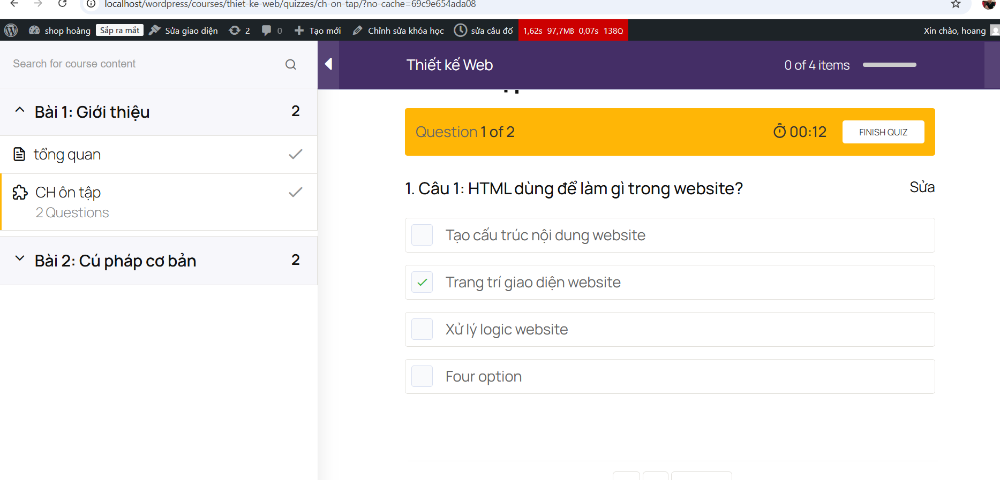 localhost/wordpress/courses/thiet-ke-web/quizzes/ch-on-tap/?no-cache=69c9e654ada08
shop hoàng Sắp ra mắt Sửa giao diện 2 0 Tạo mới Chỉnh sửa khóa học sửa câu đố 1,62s 97,7MB 0,07s 138Q Xin chào, hoang
Search for course content
Thiết kế Web
0 of 4 items
Bài 1: Giới thiệu 2
tổng quan
CH ôn tập
2 Questions
Bài 2: Cú pháp cơ bản 2
Question 1 of 2 00:12 FINISH QUIZ
1. Câu 1: HTML dùng để làm gì trong website? Sửa
Tạo cấu trúc nội dung website
Trang trí giao diện website
Xử lý logic website
Four option